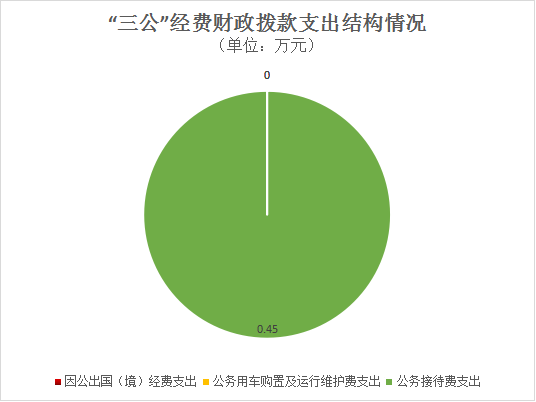 “三公”经费财政拨款支出结构情况
（单位：万元）
0
0.45
因公出国（境）经费支出 公务用车购置及运行维护费支出 公务接待费支出